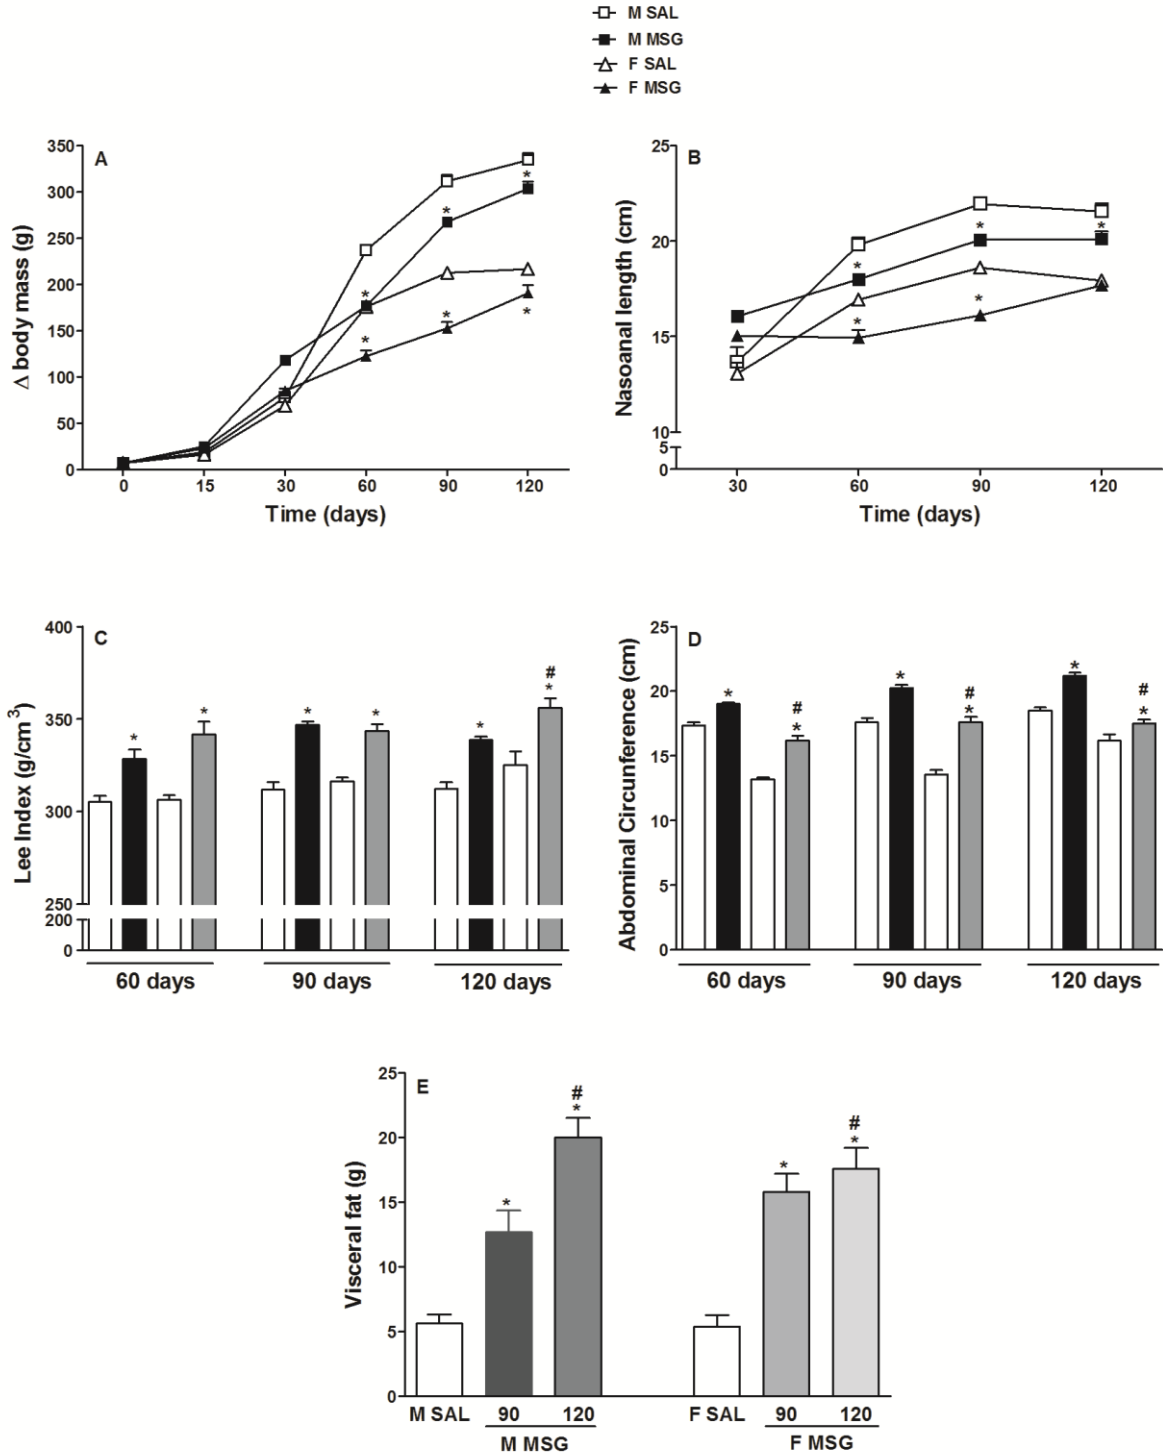 M SAL
M MSG
F SAL
F MSG
A
350
300
250
200
150
100
50
0
Δ body mass (g)
* * * * * *
0 15 30 60 90 120
Time (days)
B
25
20
15
10
5
0
Nasoanal length (cm)
* * * * *
30 60 90 120
Time (days)
C
400
350
300
250
200
0
Lee Index (g/cm3)
* * * * * # *
60 days 90 days 120 days
D
25
20
15
10
5
0
Abdominal Circunference (cm)
* # * * # * * # *
60 days 90 days 120 days
E
25
20
15
10
5
0
Visceral fat (g)
* # * * # *
M SAL 90 120 F SAL 90 120
M MSG F MSG